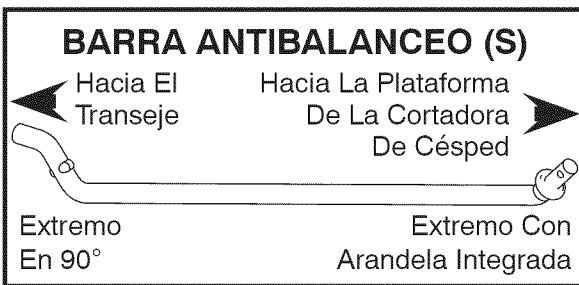 BARRA ANTIBALANCEO (S)
Hacia El
Transeje
Hacia La Plataforma
De La Cortadora
De Césped
Extremo
En 90°
Extremo Con
Arandela Integrada